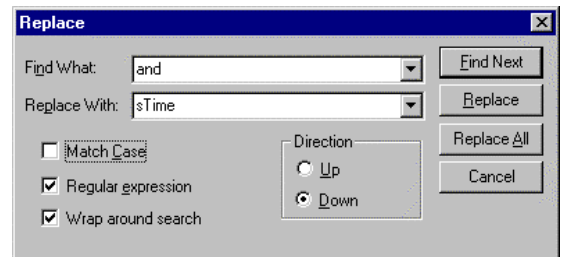 Replace
Find What: and
Find Next
Replace With: sTime
Replace
Match Case
Direction
Replace All
Up
Regular expression
Cancel
Down
Wrap around search